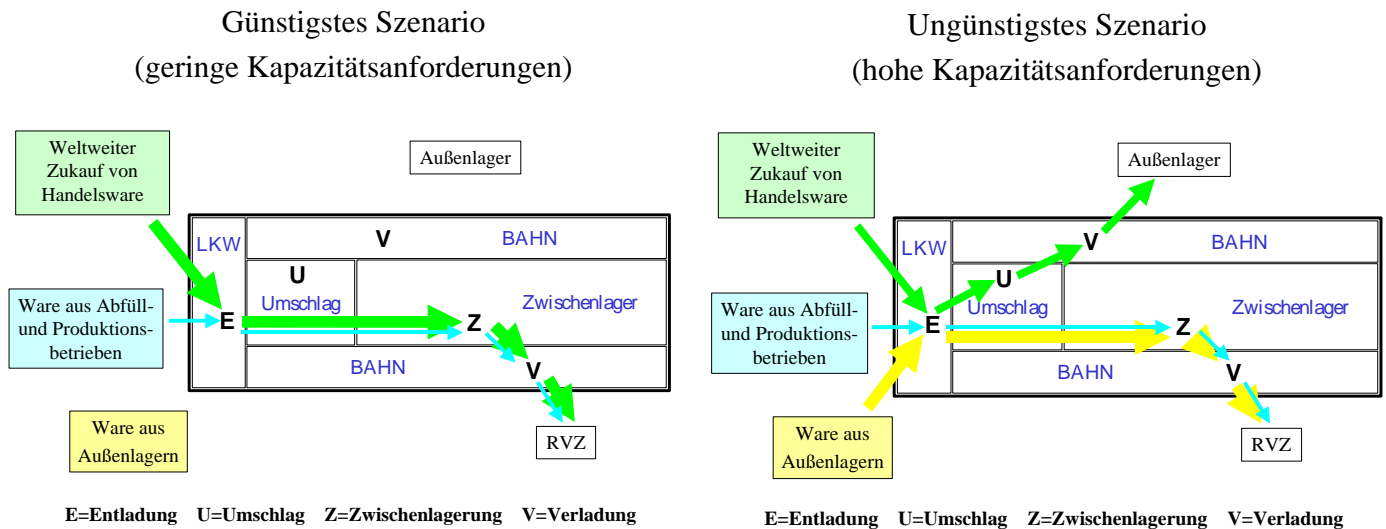 Günstigstes Szenario
(geringe Kapazitätsanforderungen)
Weltweiter
Zukauf von
Handelsware
Außenlager
LKW
V
BAHN
U
Umschlag
Zwischenlager
Ware aus Abfüll-
und Produktions-
betrieben
E
Z
BAHN
V
Ware aus
Außenlagern
RVZ
E=Entladung U=Umschlag Z=Zwischenlagerung V=Verladung
Ungünstigstes Szenario
(hohe Kapazitätsanforderungen)
Weltweiter
Zukauf von
Handelsware
Außenlager
LKW
V
BAHN
U
Umschlag
Zwischenlager
Ware aus Abfüll-
und Produktions-
betrieben
E
Z
BAHN
V
Ware aus
Außenlagern
RVZ
E=Entladung U=Umschlag Z=Zwischenlagerung V=Verladung